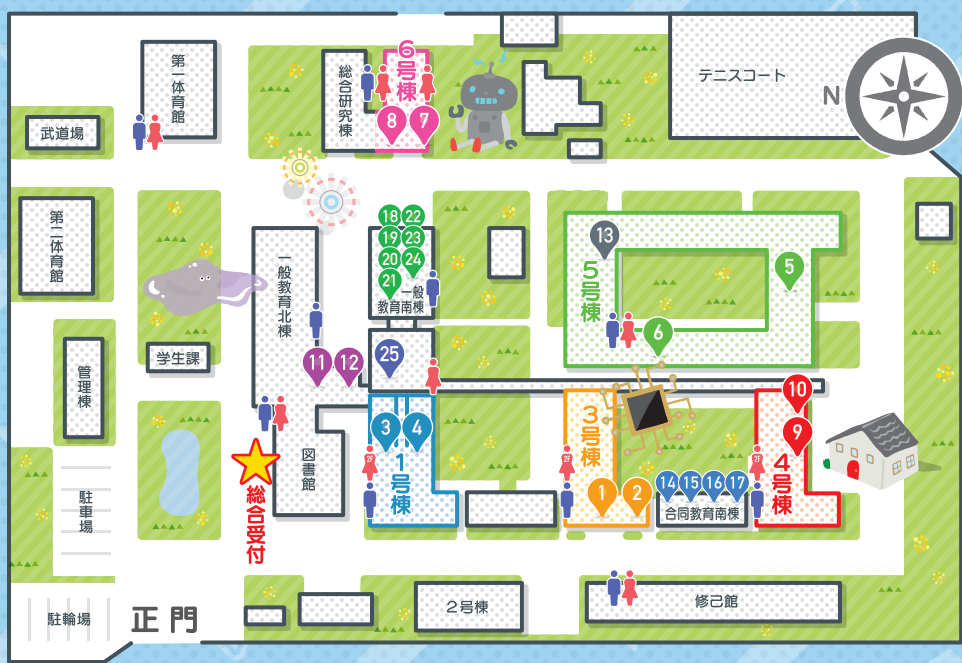 第一体育館
武道場
第二体育館
総合研究棟
6号棟
8
7
テニスコート
N
一般教育北棟
18
22
19
23
20
24
21
一般
教育南棟
13
5号棟
5
6
学生課
管理棟
11
12
25
10
9
3
4
1号棟
2F
3号棟
2F
1
2
14
15
16
17
合同教育南棟
2F
4号棟
図書館
総合受付
駐車場
駐輪場
正門
2号棟
修己館